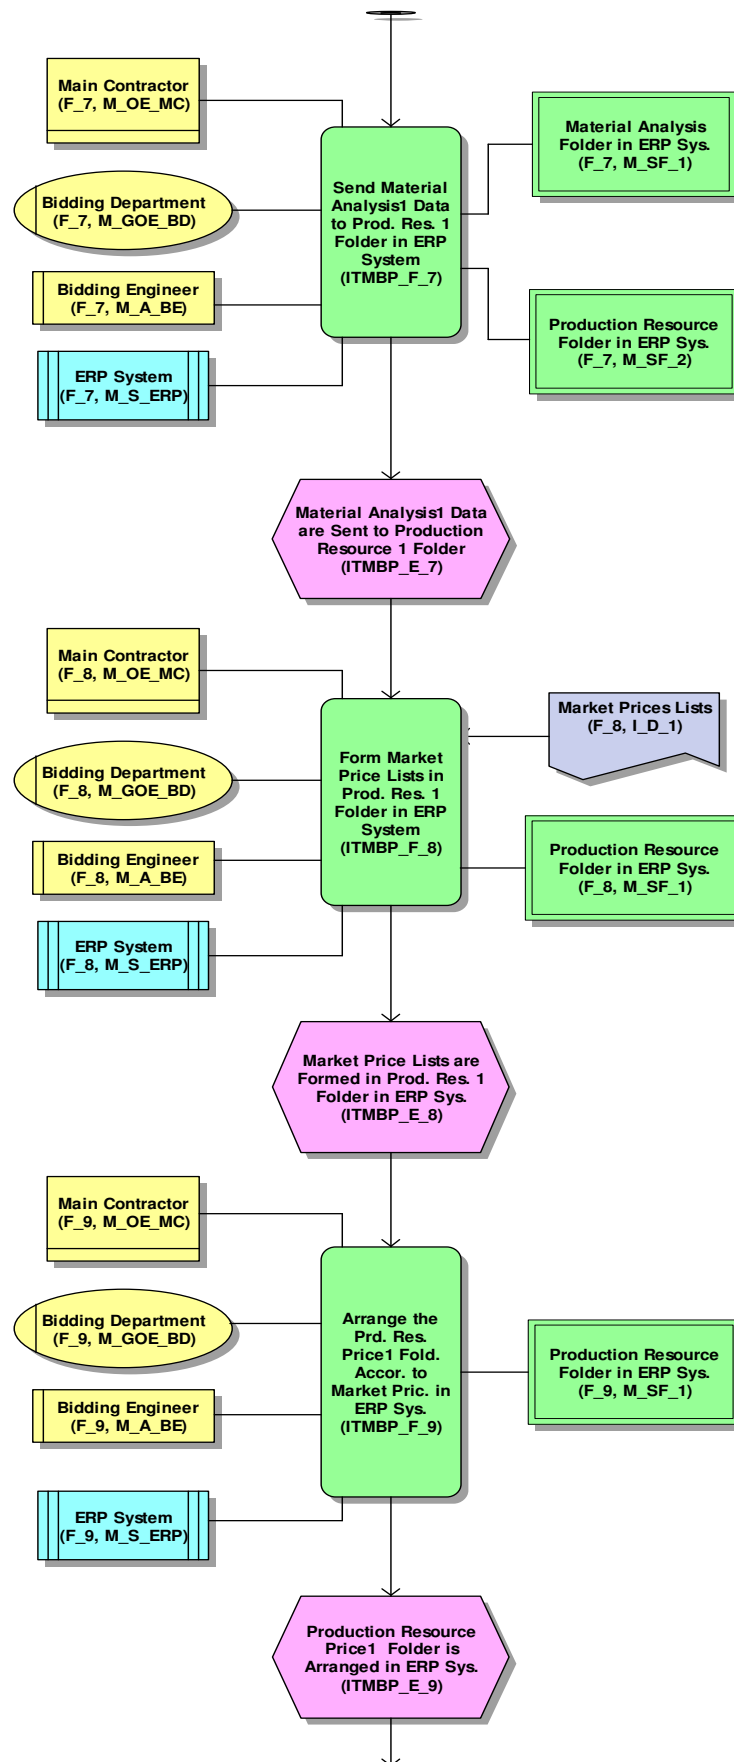 Main Contractor
(F_7, M_OE_MC)
Bidding Department
(F_7, M_GOE_BD)
Bidding Engineer
(F_7, M_A_BE)
ERP System
(F_7, M_S_ERP)
Send Material
Analysis1 Data
to Prod. Res. 1
Folder in ERP
System
(ITMBP_F_7)
Material Analysis
Folder in ERP Sys.
(F_7, M_SF_1)
Production Resource
Folder in ERP Sys.
(F_7, M_SF_2)
Material Analysis1 Data
are Sent to Production
Resource 1 Folder
(ITMBP_E_7)
Main Contractor
(F_8, M_OE_MC)
Bidding Department
(F_8, M_GOE_BD)
Bidding Engineer
(F_8, M_A_BE)
ERP System
(F_8, M_S_ERP)
Form Market
Price Lists in
Prod. Res. 1
Folder in ERP
System
(ITMBP_F_8)
Market Prices Lists
(F_8, I_D_1)
Production Resource
Folder in ERP Sys.
(F_8, M_SF_1)
Market Price Lists are
Formed in Prod. Res. 1
Folder in ERP Sys.
(ITMBP_E_8)
Main Contractor
(F_9, M_OE_MC)
Bidding Department
(F_9, M_GOE_BD)
Bidding Engineer
(F_9, M_A_BE)
ERP System
(F_9, M_S_ERP)
Arrange the
Prd. Res.
Price1 Fold.
Accor. to
Market Pric. in
ERP Sys.
(ITMBP_F_9)
Production Resource
Folder in ERP Sys.
(F_9, M_SF_1)
Production Resource
Price1 Folder is
Arranged in ERP Sys.
(ITMBP_E_9)